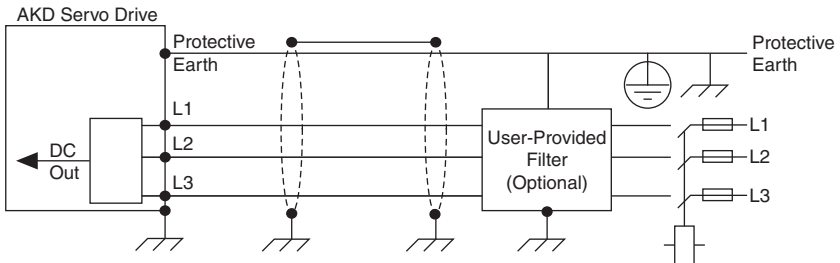 AKD Servo Drive
Protective
Earth
Protective
Earth
L1
L2
L3
DC
Out
User-Provided
Filter
(Optional)
L1
L2
L3